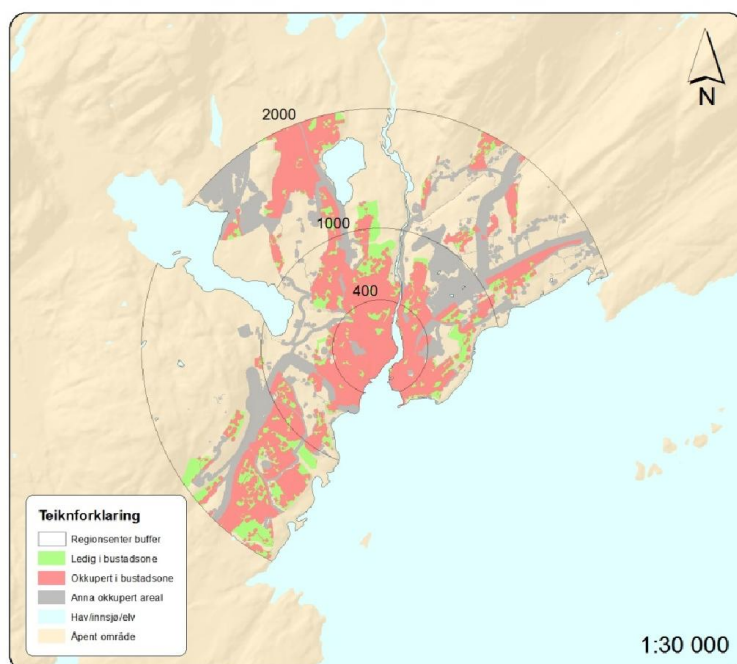 N
2000
1000
400
Teiknforklaring
Regionsenter buffer
Ledig i bustadsone
Okkupert i bustadsone
Anna okkupert areal
Hav/innsjø/elv
Åpent område
1:30 000